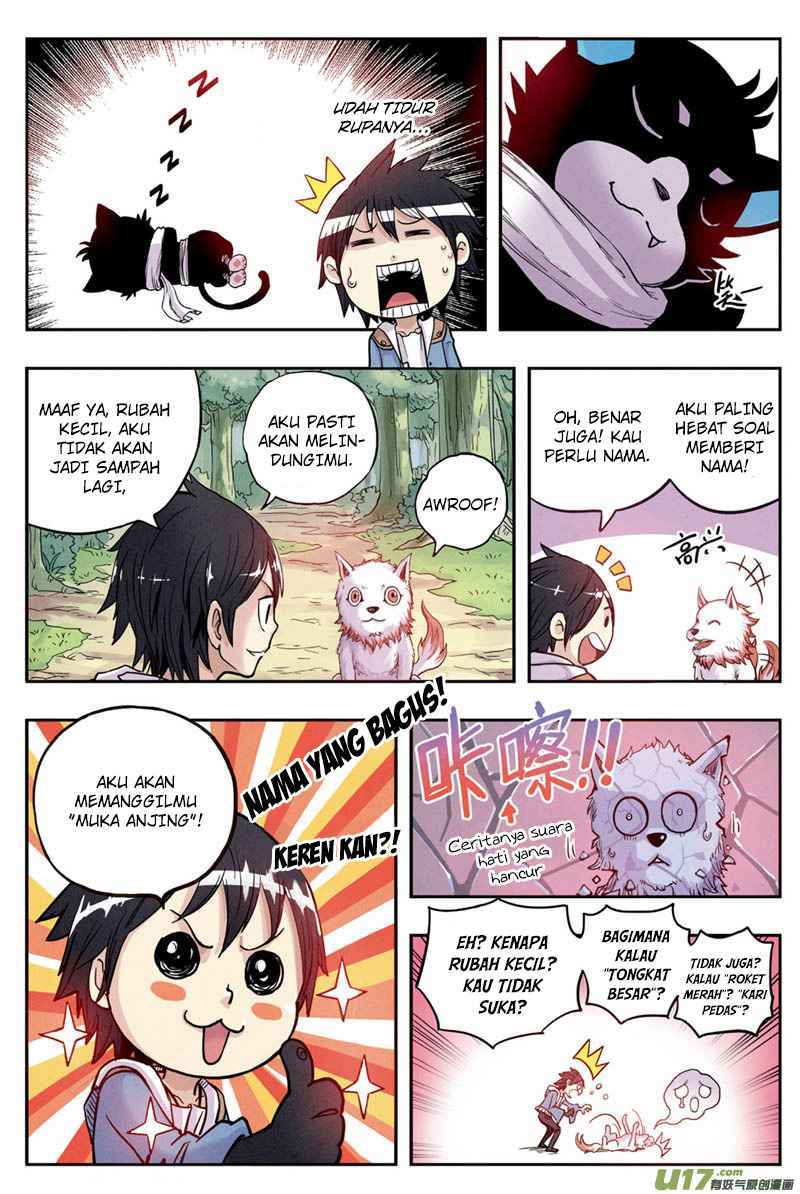 Z Z Z Z Z
UDAH TIDUR
RUPANYA...
笑~
MAAF YA, RUBAH
KECIL, AKU
TIDAK AKAN
JADI SAMPAH
LAGI,
AKU PASTI
AKAN MELIN-
DUNGIMU.
AWROOF!
OH, BENAR
JUGA! KAU
PERLU NAMA.
AKU PALING
HEBAT SOAL
MEMBERI
NAMA!
高兴
AKU AKAN
MEMANGGILMU
"MUKA ANJING"!
NAMA YANG BAGUS!
KEREN KAN?!
咔嚓!!
Ceritanya suara
hati yang
hancur
EH? KENAPA
RUBAH KECIL?
KAU TIDAK
SUKA?
BAGIMANA
KALAU
"TONGKAT
BESAR"?
TIDAK JUGA?
KALAU "ROKET
MERAH? "KARI
PEDAS"?
U17.com
有妖气原创漫画